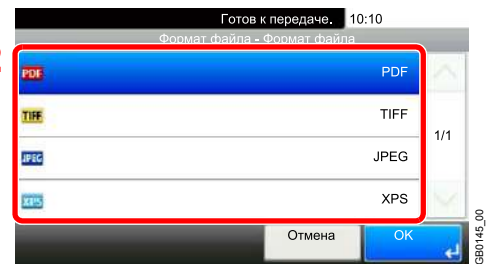 Готов к передаче. 10:10
Формат файла - Формат файла
PDF PDF
TIFF TIFF
1/1
JPEG JPEG
XPS XPS
Отмена OK
GB0145_00